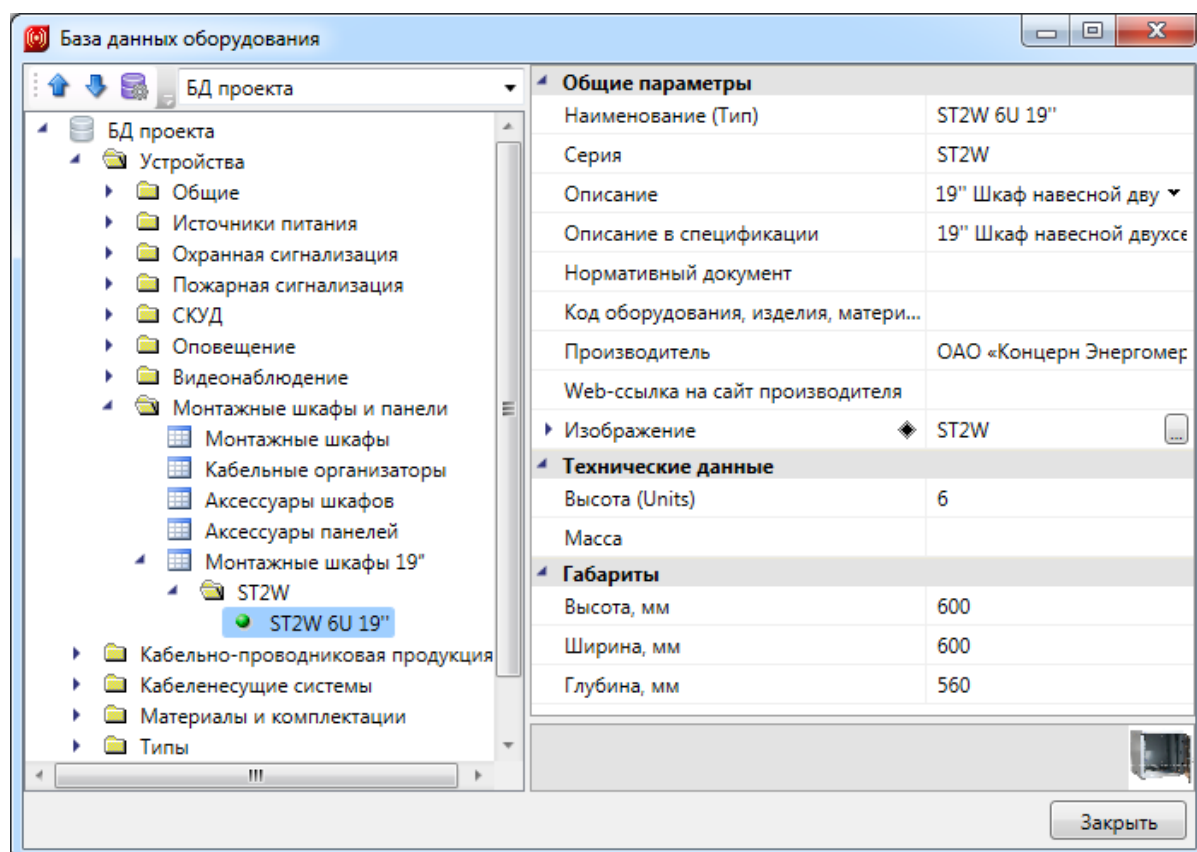 База данных оборудования
БД проекта
БД проекта
Устройства
Общие
Источники питания
Охранная сигнализация
Пожарная сигнализация
СКУД
Оповещение
Видеонаблюдение
Монтажные шкафы и панели
Монтажные шкафы
Кабельные организаторы
Аксессуары шкафов
Аксессуары панелей
Монтажные шкафы 19"
ST2W
ST2W 6U 19''
Кабельно-проводниковая продукция
Кабеленесущие системы
Материалы и комплектации
Типы
Общие параметры
Наименование (Тип) ST2W 6U 19''
Серия ST2W
Описание 19'' Шкаф навесной дву
Описание в спецификации 19'' Шкаф навесной двухсе
Нормативный документ
Код оборудования, изделия, матери...
Производитель ОАО «Концерн Энергомер
Web-ссылка на сайт производителя
Изображение ST2W ...
Технические данные
Высота (Units) 6
Масса
Габариты
Высота, мм 600
Ширина, мм 600
Глубина, мм 560
Закрыть